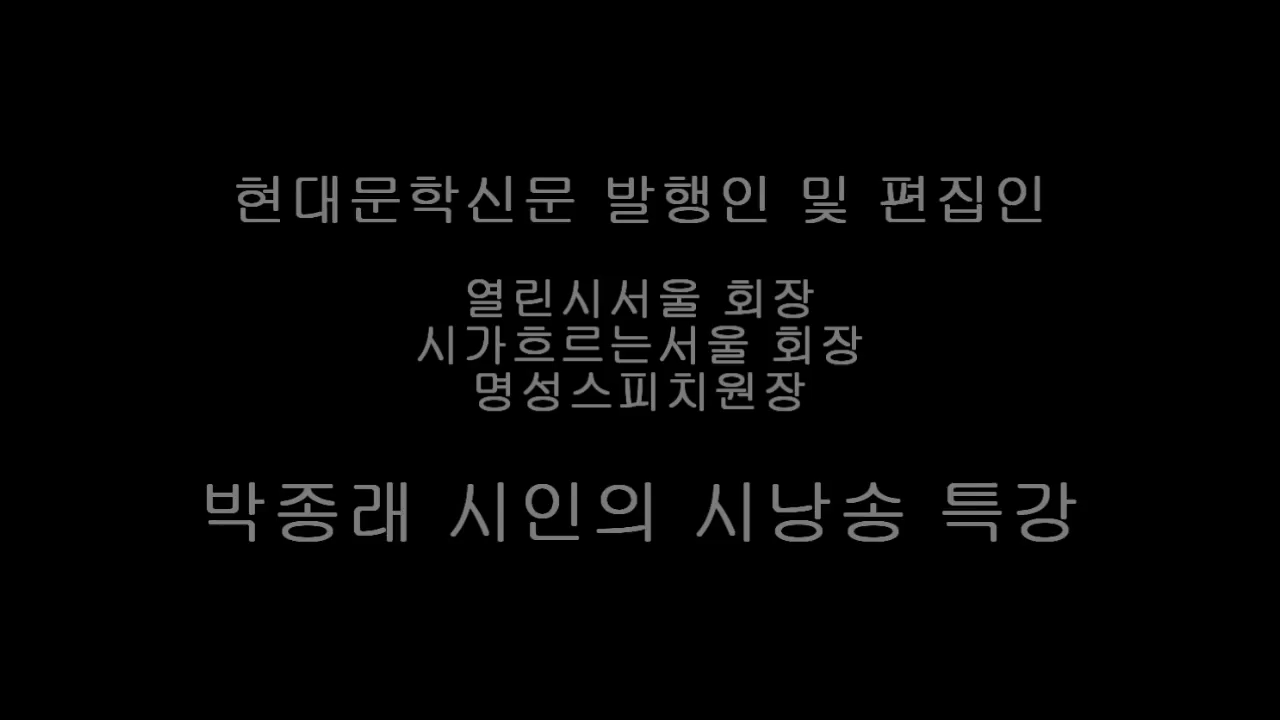 현대문학신문 발행인 및 편집인
열린시서울 회장
시가흐르는서울 회장
명성스피치원장
박종래 시인의 시낭송 특강